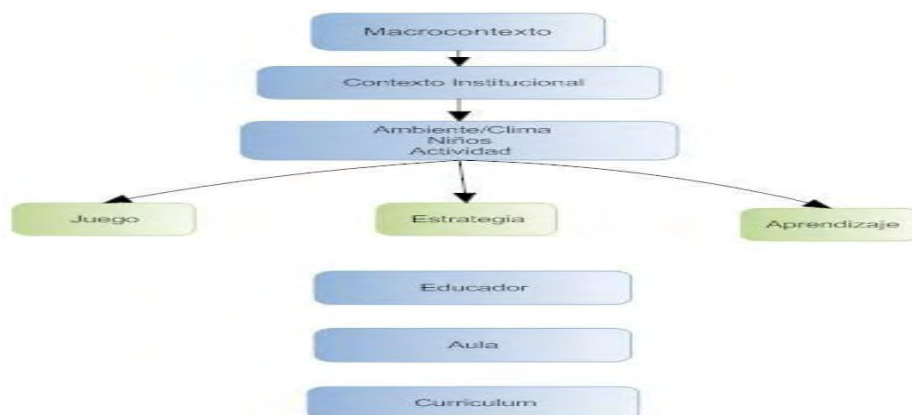 Macrocontexto
Contexto Institucional
Ambiente/Clima
Niños
Actividad
Juego
Estrategia
Aprendizaje
Educador
Aula
Curriculum